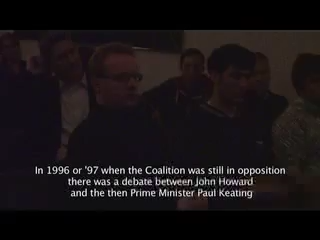 In 1996 or '97 when the Coalition was still in opposition
there was a debate between John Howard
and the then Prime Minister Paul Keating